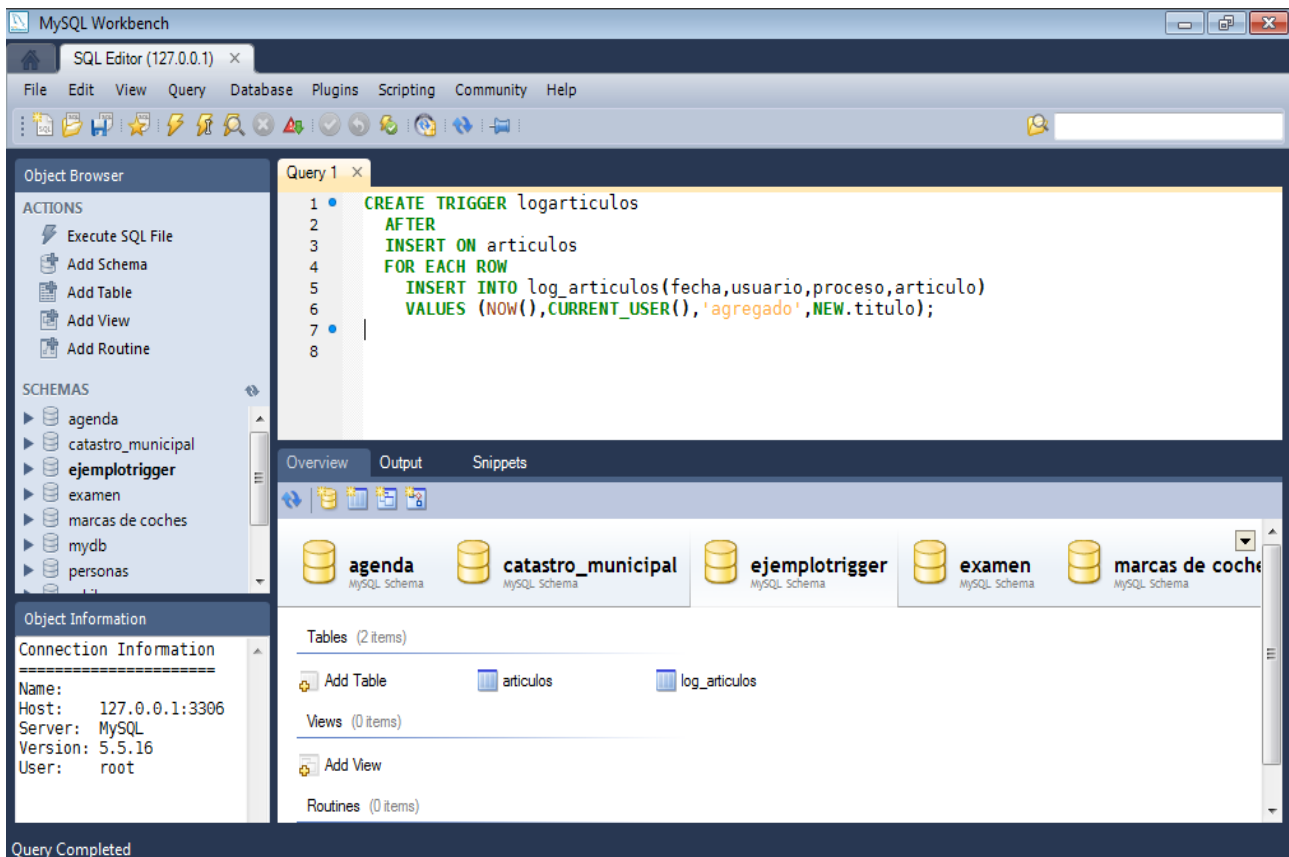 MySQL Workbench
SQL Editor (127.0.0.1)
File Edit View Query Database Plugins Scripting Community Help
Object Browser
ACTIONS
Execute SQL File
Add Schema
Add Table
Add View
Add Routine
SCHEMAS
agenda
catastro_municipal
ejemplotrigger
examen
marcas de coches
mydb
personas
Object Information
Connection Information
======================
Name:
Host: 127.0.0.1:3306
Server: MySQL
Version: 5.5.16
User: root
Query 1
1 CREATE TRIGGER logarticulos
2 AFTER
3 INSERT ON articulos
4 FOR EACH ROW
5 INSERT INTO log_articulos(fecha,usuario,proceso,articulo)
6 VALUES (NOW(),CURRENT_USER(),'agregado',NEW.titulo);
7
8
Overview Output Snippets
agenda catastro_municipal ejemplotrigger examen marcas de coche
MySQL Schema MySQL Schema MySQL Schema MySQL Schema MySQL Schema
Tables (2 items)
Add Table articulos log_articulos
Views (0 items)
Add View
Routines (0 items)
Query Completed